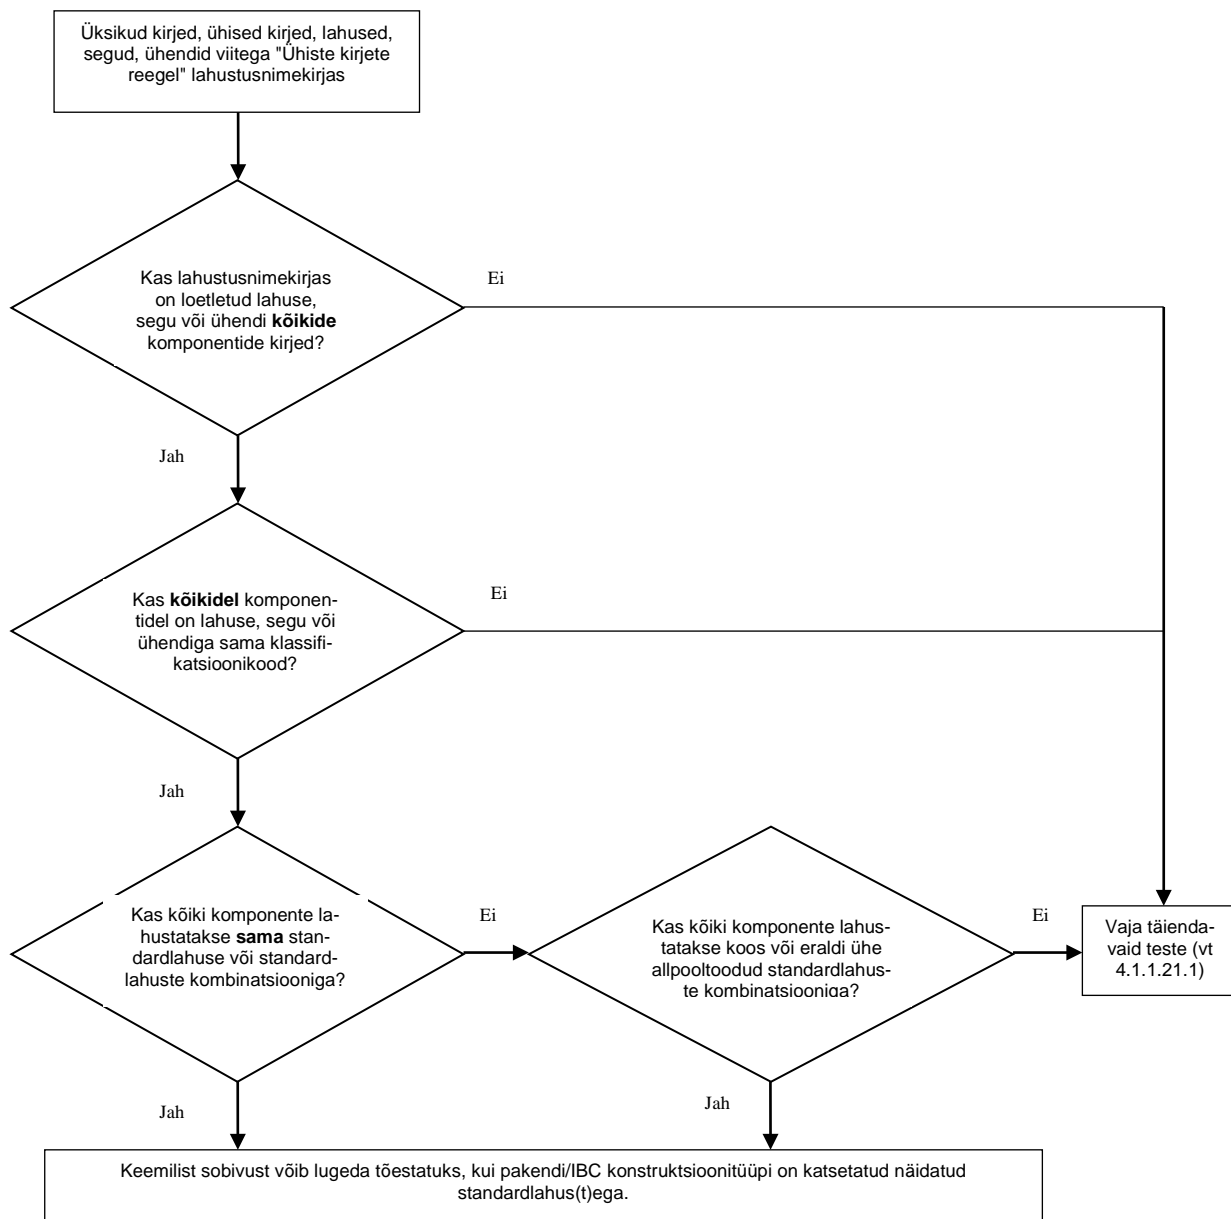 Üksikud kirjed, ühised kirjed, lahused,
segud, ühendid viitega "Ühiste kirjete
reegel" lahustusnimekirjas
Kas lahustusnimekirjas
on loetletud lahuse,
segu või ühendi kõikide
komponentide kirjed?
Ei
Jah
Kas kõikidel komponen-
tidel on lahuse, segu või
ühendiga sama klassifi-
katsioonikood?
Ei
Jah
Kas kõiki komponente la-
hustatakse sama stan-
dardlahuse või standard-
lahuste kombinatsiooniga?
Ei
Kas kõiki komponente lahus-
tatakse koos või eraldi ühe
allpooltoodud standardlahus-
te kombinatsiooniga?
Ei
Vaja täienda-
vaid teste (vt
4.1.1.21.1)
Jah
Jah
Keemilist sobivust võib lugeda tõestatuks, kui pakendi/IBC konstruktsioonitüüpi on katsetatud näidatud
standardlahus(t)ega.